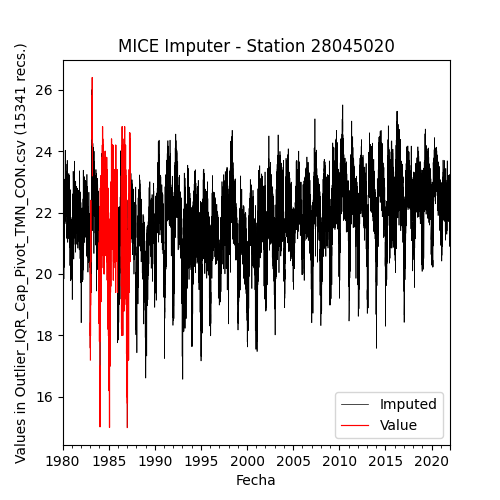 MICE Imputer - Station 28045020
Values in Outlier_IQR_Cap_Pivot_TMN_CON.csv (15341 recs.)
26
24
22
20
18
16
Imputed
Value
1980 1985 1990 1995 2000 2005 2010 2015 2020
Fecha